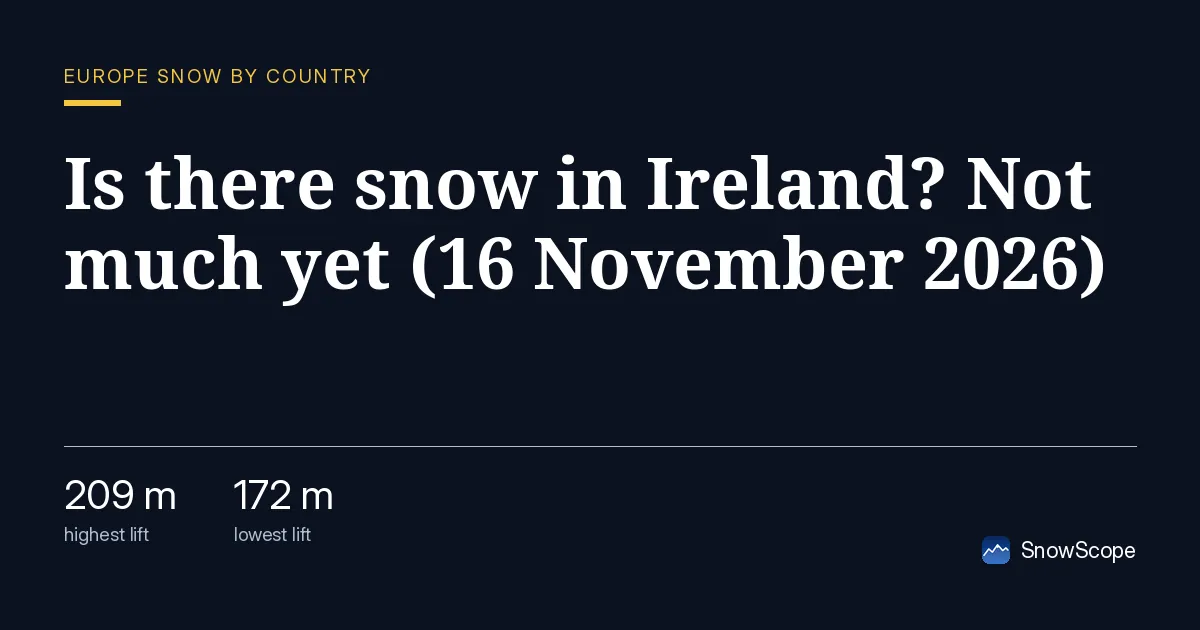 EUROPE SNOW BY COUNTRY
Is there snow in Ireland? Not
much yet (16 November 2026)
209 m
highest lift
172 m
lowest lift
SnowScope